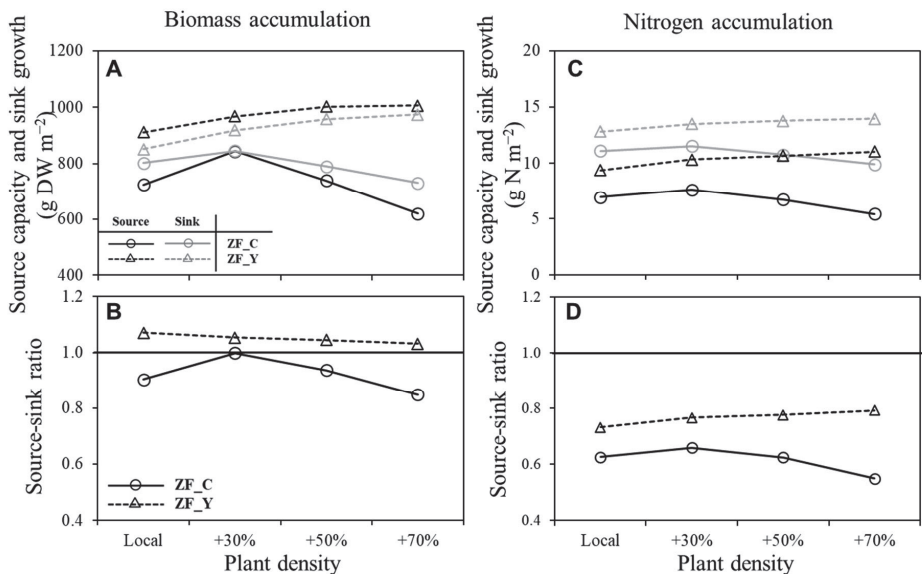 Biomass accumulation
Nitrogen accumulation
Source capacity and sink growth
(g DW m⁻²)
1200
1000
800
600
400
A
Source Sink
ZF_C
ZF_Y
Source capacity and sink growth
(g N m⁻²)
20
15
10
5
0
C
Source-sink ratio
1.2
1.0
0.8
0.6
0.4
B
ZF_C
ZF_Y
Local +30% +50% +70%
Plant density
Source-sink ratio
1.2
1.0
0.8
0.6
0.4
D
Local +30% +50% +70%
Plant density